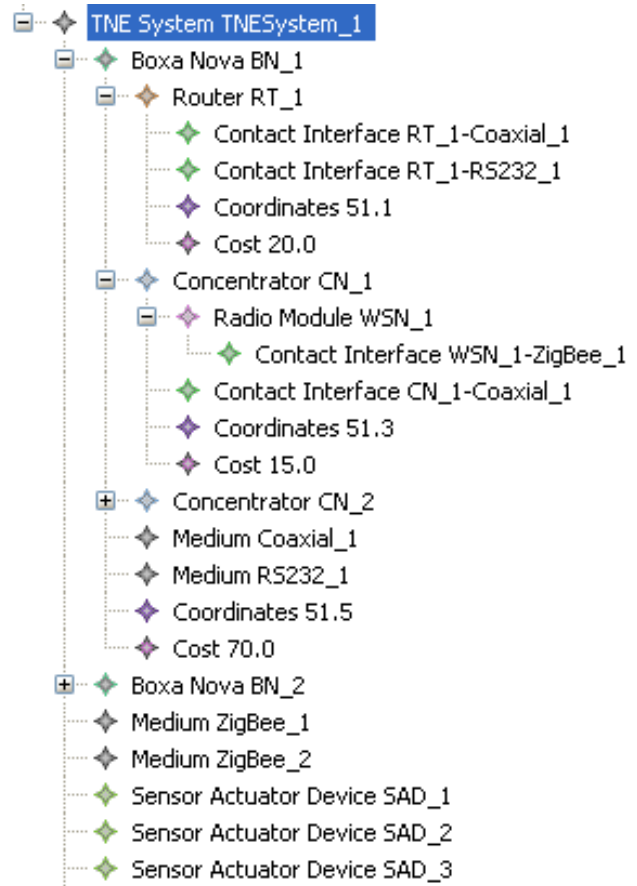 TNE System TNESystem_1
Boxa Nova BN_1
Router RT_1
Contact Interface RT_1-Coaxial_1
Contact Interface RT_1-RS232_1
Coordinates 51.1
Cost 20.0
Concentrator CN_1
Radio Module WSN_1
Contact Interface WSN_1-ZigBee_1
Contact Interface CN_1-Coaxial_1
Coordinates 51.3
Cost 15.0
Concentrator CN_2
Medium Coaxial_1
Medium RS232_1
Coordinates 51.5
Cost 70.0
Boxa Nova BN_2
Medium ZigBee_1
Medium ZigBee_2
Sensor Actuator Device SAD_1
Sensor Actuator Device SAD_2
Sensor Actuator Device SAD_3